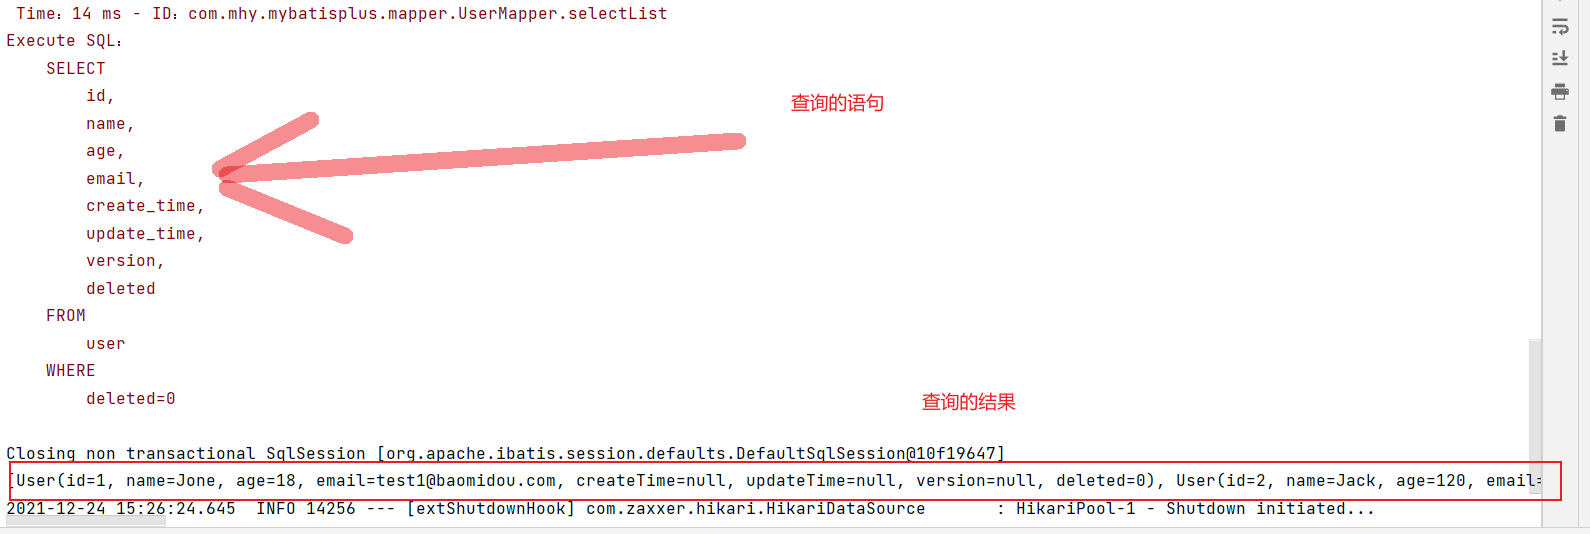 Time：14 ms - ID：com.mhy.mybatisplus.mapper.UserMapper.selectList
Execute SQL：
SELECT
id,
查询的语句
name,
age,
email,
create_time,
update_time,
version,
deleted
FROM
user
WHERE
deleted=0
查询的结果
Closing non transactional SqlSession [org.apache.ibatis.session.defaults.DefaultSqlSession@10f19647]
[User(id=1, name=Jone, age=18, email=test1@baomidou.com, createTime=null, updateTime=null, version=null, deleted=0), User(id=2, name=Jack, age=120, email=
2021-12-24 15:26:24.645  INFO 14256 --- [extShutdownHook] com.zaxxer.hikari.HikariDataSource       : HikariPool-1 - Shutdown initiated...